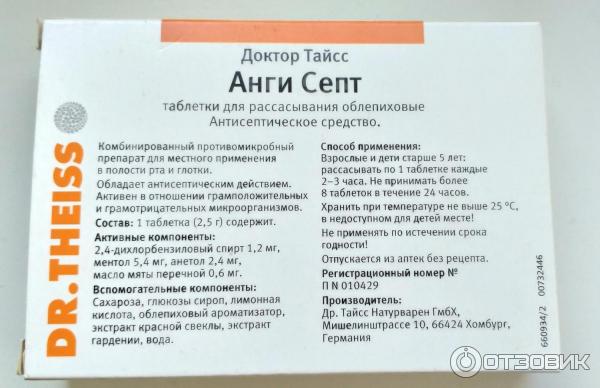 DR.THEISS
Доктор Тайсс
Анги Септ
таблетки для рассасывания облепиховые
Антисептическое средство.
Комбинированный противомикробный
препарат для местного применения
в полости рта и глотки.
Обладает антисептическим действием.
Активен в отношении грамположительных
и грамотрицательных микроорганизмов.
Состав: 1 таблетка (2,5 г) содержит.
Активные компоненты:
2,4-дихлорбензиловый спирт 1,2 мг,
ментол 5,4 мг, анетол 2,4 мг,
масло мяты перечной 0,6 мг.
Вспомогательные компоненты:
Сахароза, глюкозы сироп, лимонная
кислота, облепиховый ароматизатор,
экстракт красной свеклы, экстракт
гардении, вода.
Способ применения:
Взрослые и дети старше 5 лет:
рассасывать по 1 таблетке каждые
2–3 часа. Не принимать более
8 таблеток в течение 24 часов.
Хранить при температуре не выше 25 °C,
в недоступном для детей месте!
Не применять по истечении срока
годности!
Отпускается из аптек без рецепта.
Регистрационный номер №
П N 010429
Производитель:
Др. Тайсс Натурварен ГмбХ,
Мишелинштрассе 10, 66424 Хомбург,
Германия
660934/2 00732446
ОТЗОВИК